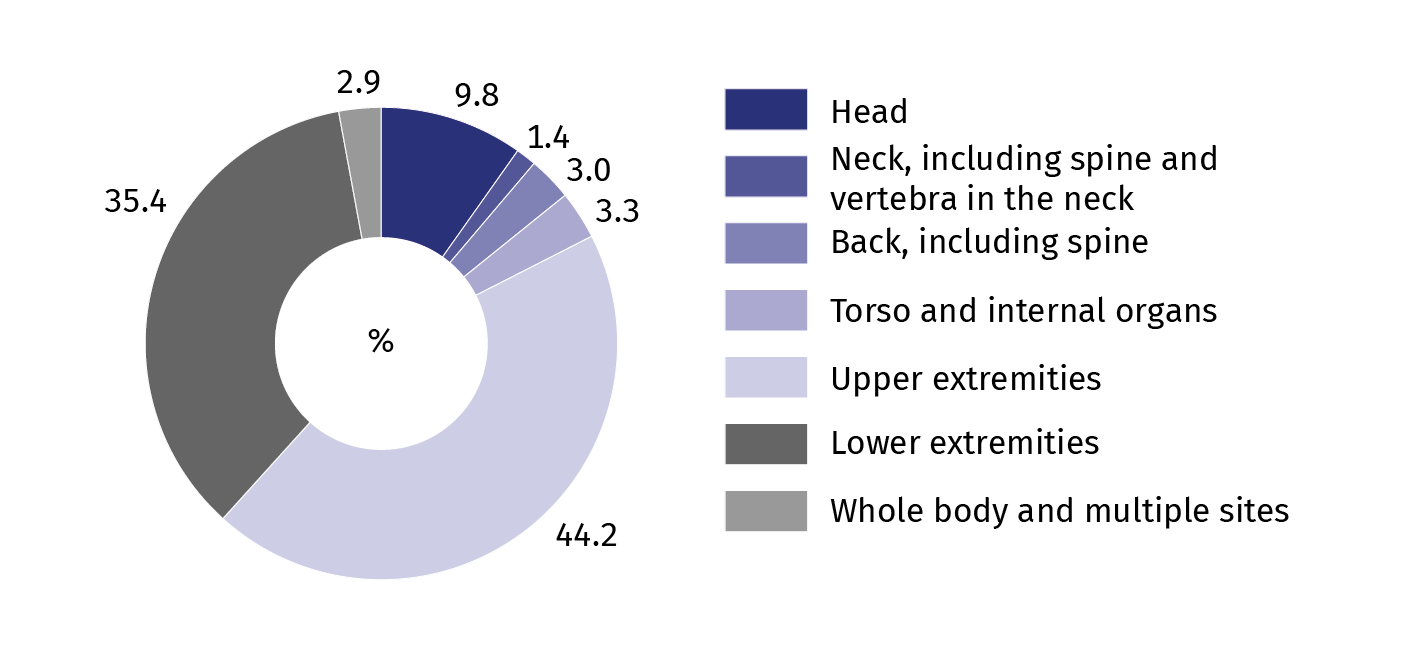 2.9
9.8
1.4
3.0
3.3
35.4
%
44.2
Head
Neck, including spine and
vertebra in the neck
Back, including spine
Torso and internal organs
Upper extremities
Lower extremities
Whole body and multiple sites